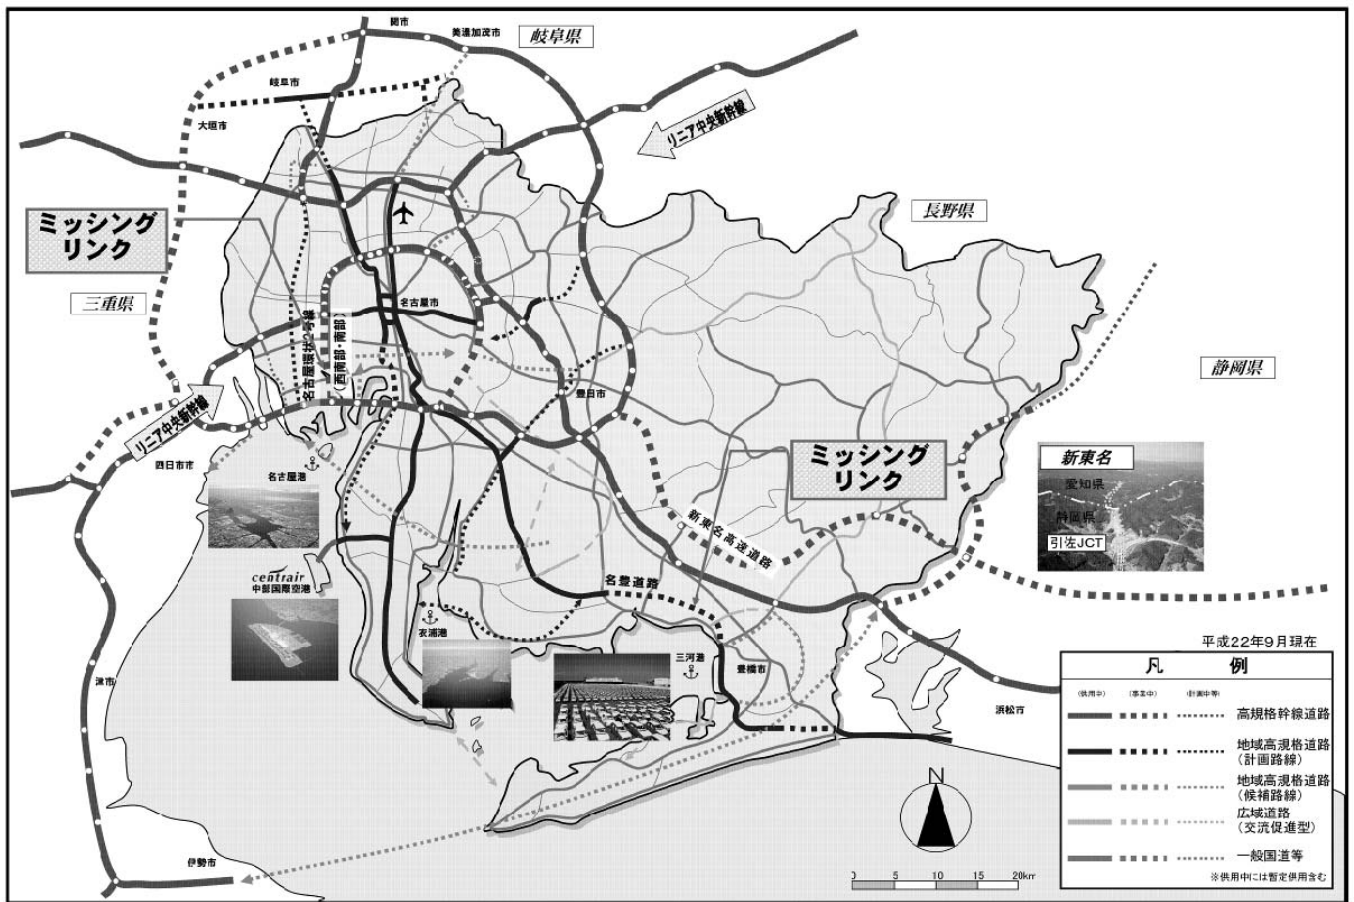 関市
美濃加茂市
岐阜県
岐阜市
大垣市
リニア中央新幹線
ミッシング
リンク
長野県
三重県
名古屋市
名古屋環状2号線
(西南部・南部)
静岡県
豊田市
リニア中央新幹線
四日市市
ミッシング
リンク
新東名
愛知県
静岡県
引佐JCT
名古屋港
新東名高速道路
centrair
中部国際空港
名豊道路
衣浦港
三河港
豊橋市
津市
浜松市
伊勢市
平成22年9月現在
凡 例
(供用中) (事業中) (計画中等)
高規格幹線道路
地域高規格道路
(計画路線)
地域高規格道路
(候補路線)
広域道路
(交流促進型)
一般国道等
※供用中には暫定供用含む
N
0 5 10 15 20km